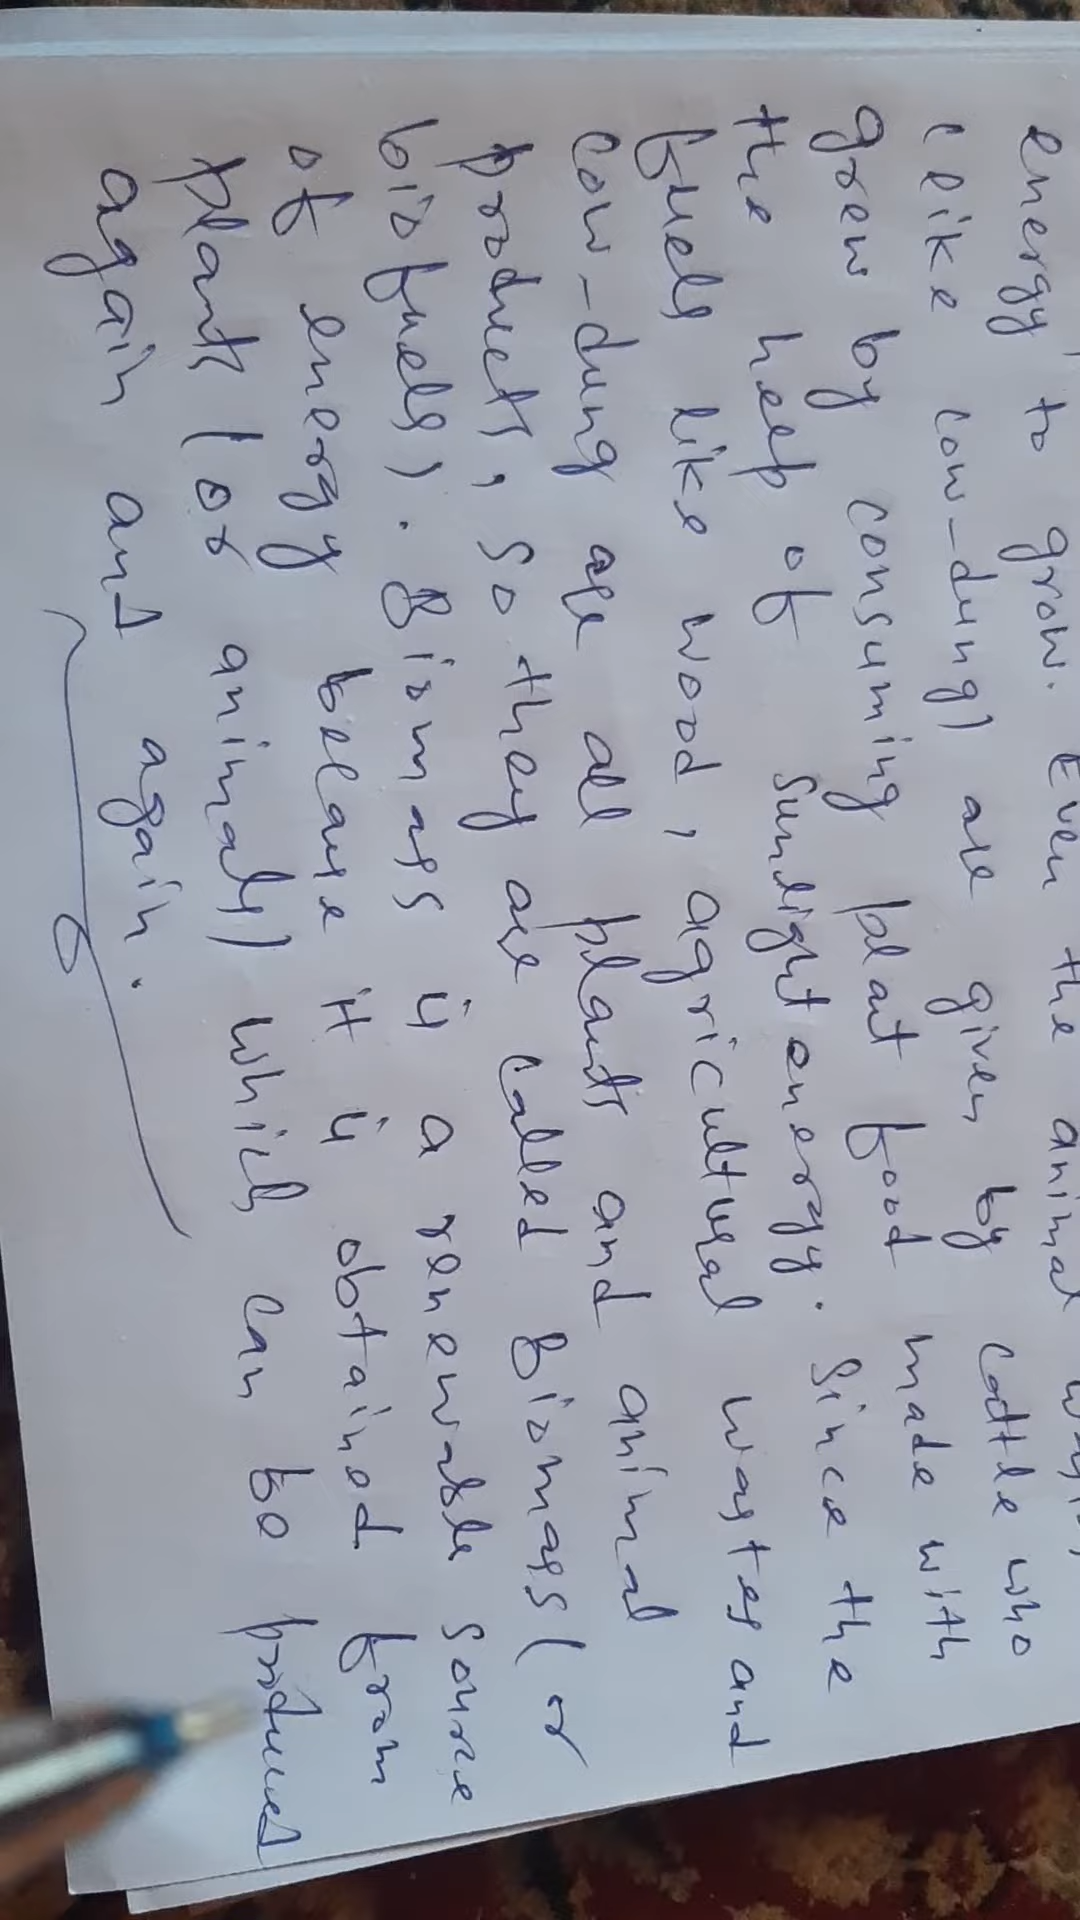 energy to grow. Even the animal
(like cow-dung) are given by cattle who
grew by consuming plant food made with
the help of sunlight energy. Since the
fuels like wood, agricultural wastes and
cow-dung are all plants and animal
products, so they are called Biomass (or
biofuels). Biomass is a renewable source
of energy because it is obtained from
plants (or animals) which can be produced
again and again.